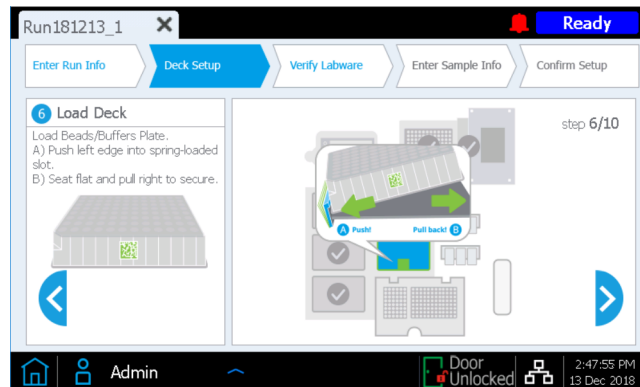 Run181213_1
Ready
Enter Run Info
Deck Setup
Verify Labware
Enter Sample Info
Confirm Setup
6 Load Deck
Load Beads/Buffers Plate.
A) Push left edge into spring-loaded
slot.
B) Seat flat and pull right to secure.
step 6/10
A Push!
Pull back! B
Admin
Door
Unlocked
2:47:55 PM
13 Dec 2018